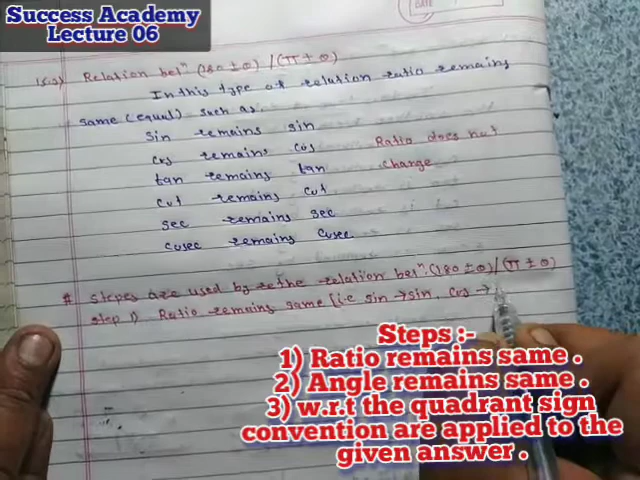 Success Academy
Lecture 06
DATE
Relation betⁿ (180 ± θ) / (π ± θ)
In this type of relation ratio remains
same (equal) such as
sin remains sin
cos remains cos
tan remains tan
cot remains cot
sec remains sec
cosec remains cosec
Ratio does not
change
# Stepes are used by the relation betⁿ (180 ± θ) / (π ± θ)
step 1) Ratio remains same (i.e sin → sin, cos →
Steps :-
1) Ratio remains same .
2) Angle remains same .
3) w.r.t the quadrant sign
convention are applied to the
given answer .